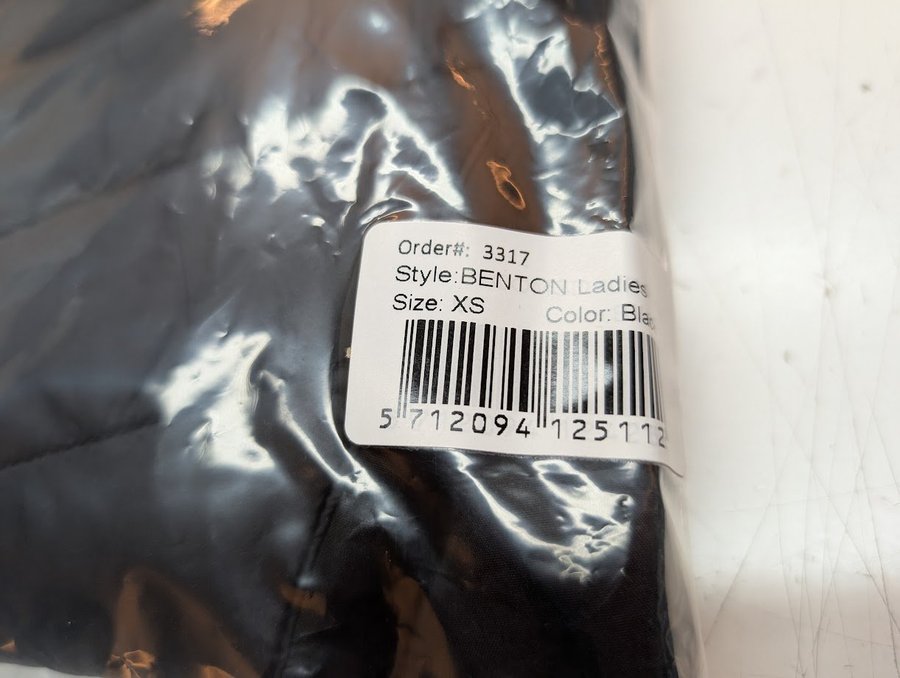 Order#: 3317
Style:BENTON Ladies
Size: XS
Color: Blac
5 712094 125112